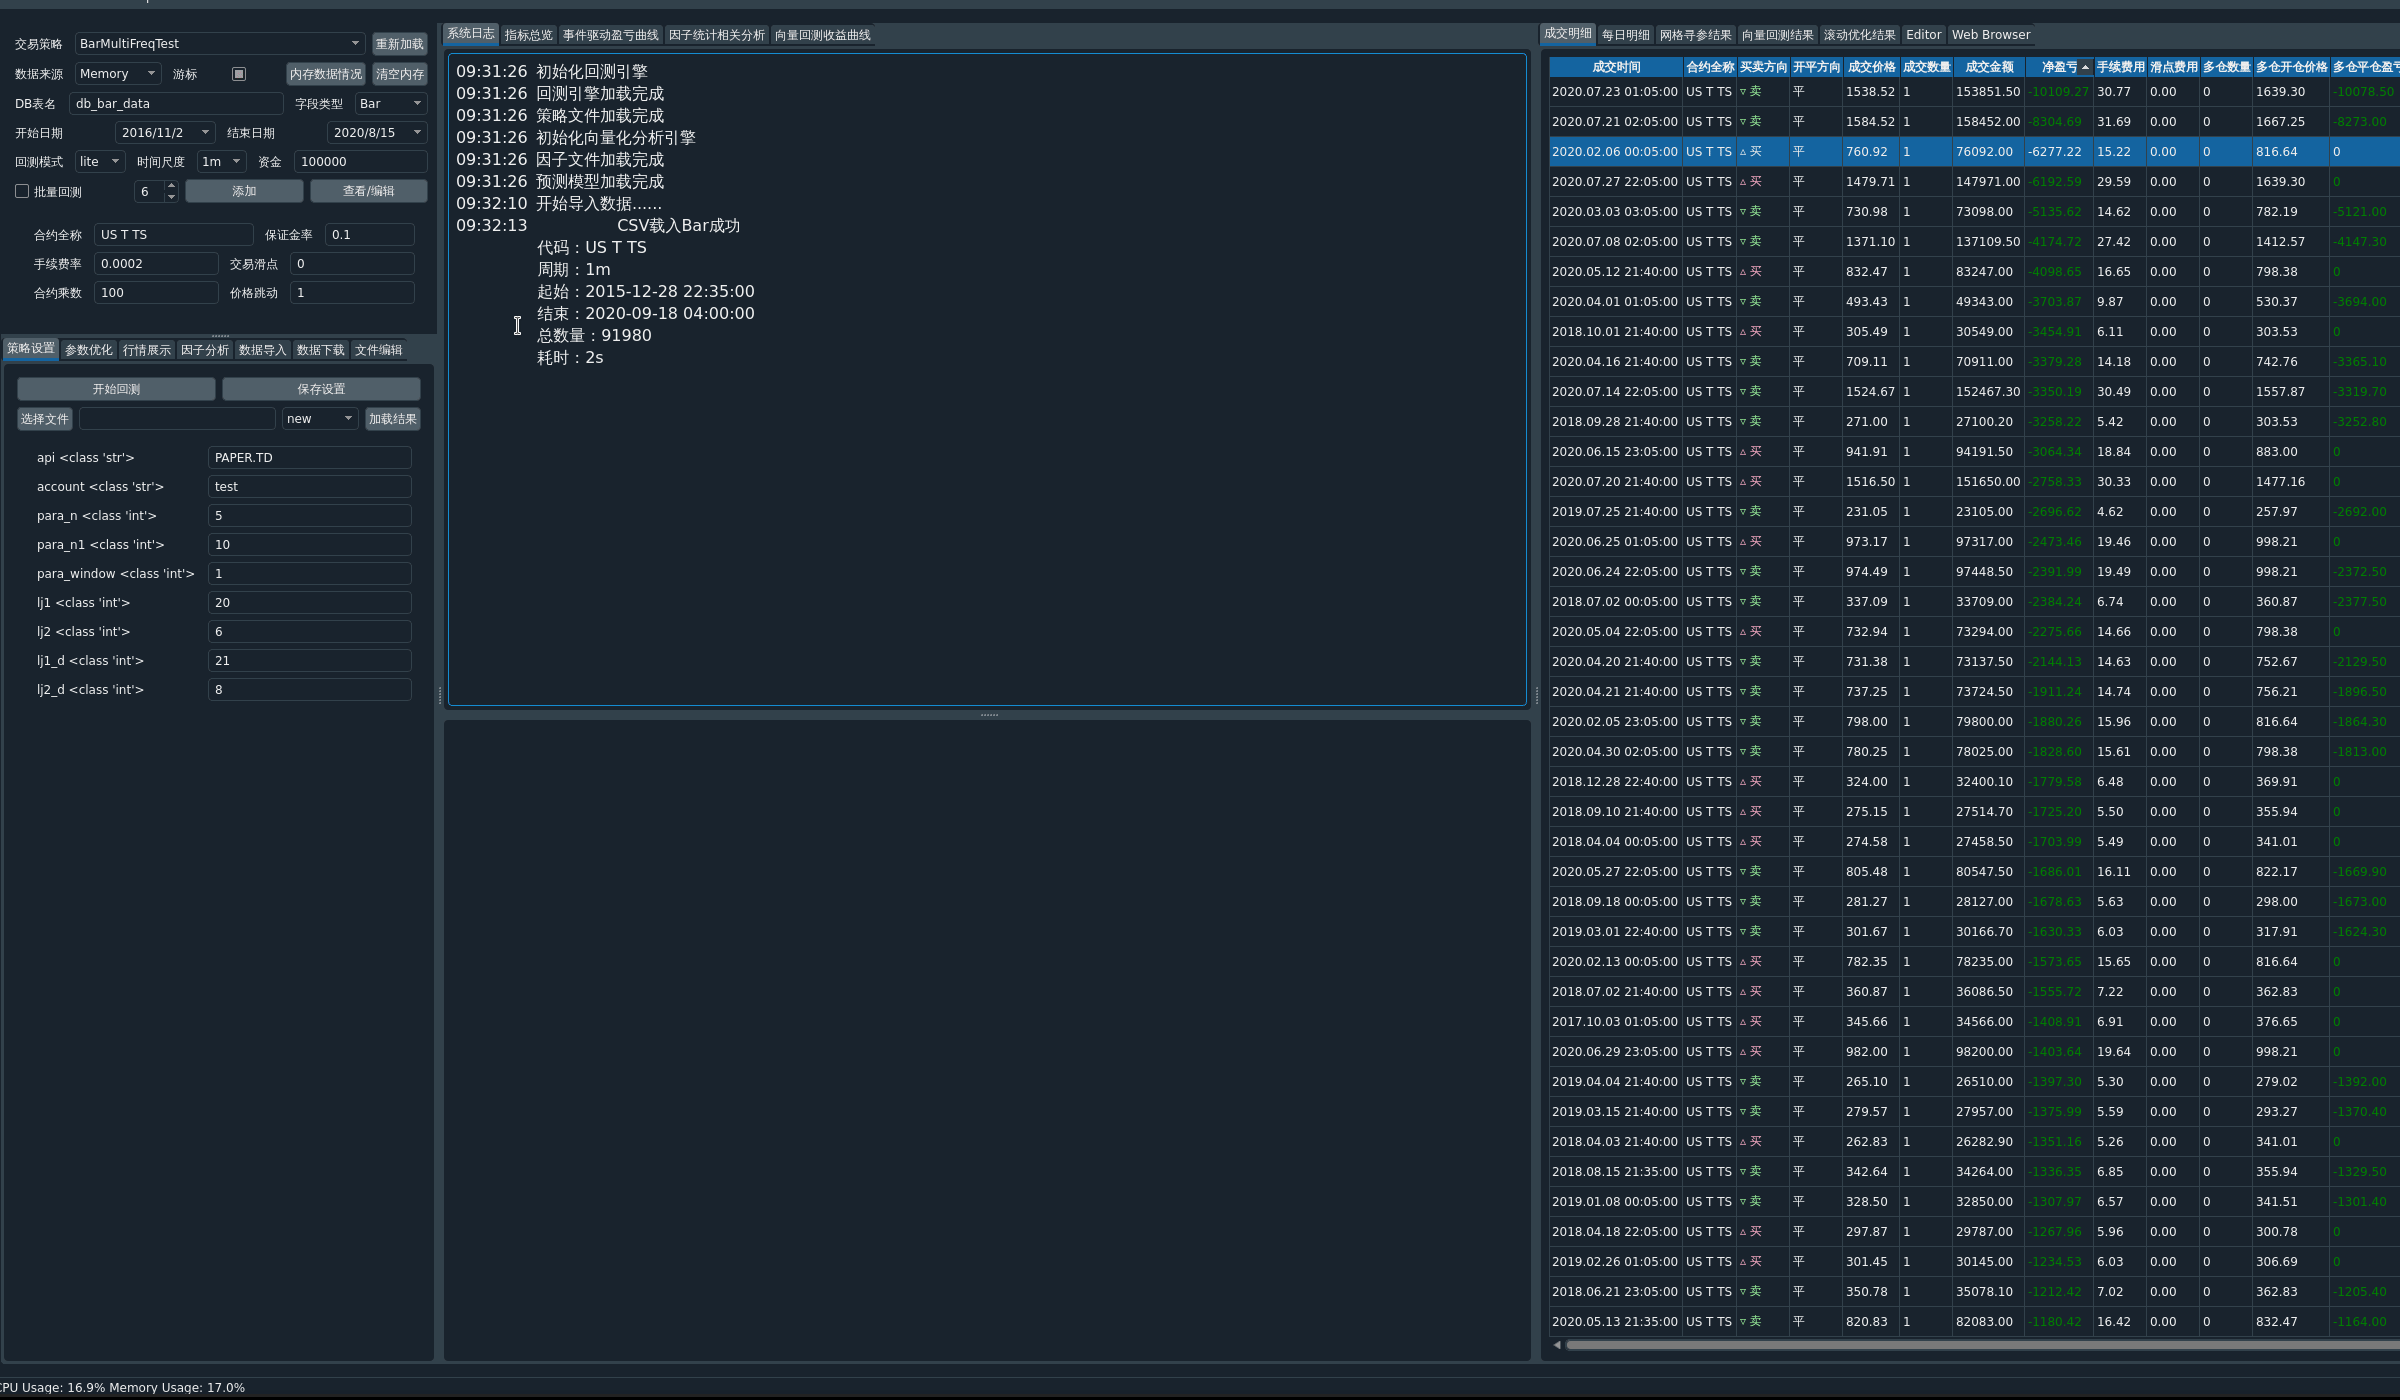 交易策略 BarMultiFreqTest 重新加载
数据来源 Memory 游标 内存数据情况 清空内存
DB表名 db_bar_data 字段类型 Bar
开始日期 2016/11/2 结束日期 2020/8/15
回测模式 lite 时间尺度 1m 资金 100000
批量回测 6 添加 查看/编辑
合约全称 US T TS 保证金率 0.1
手续费率 0.0002 交易滑点 0
合约乘数 100 价格跳动 1
策略设置 参数优化 行情展示 因子分析 数据导入 数据下载 文件编辑
开始回测 保存设置
选择文件 new 加载结果
api <class 'str'> PAPER.TD
account <class 'str'> test
para_n <class 'int'> 5
para_n1 <class 'int'> 10
para_window <class 'int'> 1
lj1 <class 'int'> 20
lj2 <class 'int'> 6
lj1_d <class 'int'> 21
lj2_d <class 'int'> 8
系统日志 指标总览 事件驱动盈亏曲线 因子统计相关分析 向量回测收益曲线
09:31:26 初始化回测引擎
09:31:26 回测引擎加载完成
09:31:26 策略文件加载完成
09:31:26 初始化向量化分析引擎
09:31:26 因子文件加载完成
09:31:26 预测模型加载完成
09:32:10 开始导入数据......
09:32:13 CSV载入Bar成功
代码：US T TS
周期：1m
起始：2015-12-28 22:35:00
结束：2020-09-18 04:00:00
总数量：91980
耗时：2s
成交明细 每日明细 网格寻参结果 向量回测结果 滚动优化结果 Editor Web Browser
成交时间 合约全称 买卖方向 开平方向 成交价格 成交数量 成交金额 净盈亏 手续费用 滑点费用 多仓数量 多仓开仓价格 多仓平仓盈亏
2020.07.23 01:05:00 US T TS ▿ 卖 平 1538.52 1 153851.50 -10109.27 30.77 0.00 0 1639.30 -10078.50
2020.07.21 02:05:00 US T TS ▿ 卖 平 1584.52 1 158452.00 -8304.69 31.69 0.00 0 1667.25 -8273.00
2020.02.06 00:05:00 US T TS ▵ 买 平 760.92 1 76092.00 -6277.22 15.22 0.00 0 816.64 0
2020.07.27 22:05:00 US T TS ▵ 买 平 1479.71 1 147971.00 -6192.59 29.59 0.00 0 1639.30 0
2020.03.03 03:05:00 US T TS ▿ 卖 平 730.98 1 73098.00 -5135.62 14.62 0.00 0 782.19 -5121.00
2020.07.08 02:05:00 US T TS ▿ 卖 平 1371.10 1 137109.50 -4174.72 27.42 0.00 0 1412.57 -4147.30
2020.05.12 21:40:00 US T TS ▵ 买 平 832.47 1 83247.00 -4098.65 16.65 0.00 0 798.38 0
2020.04.01 01:05:00 US T TS ▿ 卖 平 493.43 1 49343.00 -3703.87 9.87 0.00 0 530.37 -3694.00
2018.10.01 21:40:00 US T TS ▵ 买 平 305.49 1 30549.00 -3454.91 6.11 0.00 0 303.53 0
2020.04.16 21:40:00 US T TS ▿ 卖 平 709.11 1 70911.00 -3379.28 14.18 0.00 0 742.76 -3365.10
2020.07.14 22:05:00 US T TS ▿ 卖 平 1524.67 1 152467.30 -3350.19 30.49 0.00 0 1557.87 -3319.70
2018.09.28 21:40:00 US T TS ▿ 卖 平 271.00 1 27100.20 -3258.22 5.42 0.00 0 303.53 -3252.80
2020.06.15 23:05:00 US T TS ▵ 买 平 941.91 1 94191.50 -3064.34 18.84 0.00 0 883.00 0
2020.07.20 21:40:00 US T TS ▵ 买 平 1516.50 1 151650.00 -2758.33 30.33 0.00 0 1477.16 0
2019.07.25 21:40:00 US T TS ▿ 卖 平 231.05 1 23105.00 -2696.62 4.62 0.00 0 257.97 -2692.00
2020.06.25 01:05:00 US T TS ▵ 买 平 973.17 1 97317.00 -2473.46 19.46 0.00 0 998.21 0
2020.06.24 22:05:00 US T TS ▿ 卖 平 974.49 1 97448.50 -2391.99 19.49 0.00 0 998.21 -2372.50
2018.07.02 00:05:00 US T TS ▿ 卖 平 337.09 1 33709.00 -2384.24 6.74 0.00 0 360.87 -2377.50
2020.05.04 22:05:00 US T TS ▵ 买 平 732.94 1 73294.00 -2275.66 14.66 0.00 0 798.38 0
2020.04.20 21:40:00 US T TS ▿ 卖 平 731.38 1 73137.50 -2144.13 14.63 0.00 0 752.67 -2129.50
2020.04.21 21:40:00 US T TS ▿ 卖 平 737.25 1 73724.50 -1911.24 14.74 0.00 0 756.21 -1896.50
2020.02.05 23:05:00 US T TS ▿ 卖 平 798.00 1 79800.00 -1880.26 15.96 0.00 0 816.64 -1864.30
2020.04.30 02:05:00 US T TS ▿ 卖 平 780.25 1 78025.00 -1828.60 15.61 0.00 0 798.38 -1813.00
2018.12.28 22:40:00 US T TS ▵ 买 平 324.00 1 32400.10 -1779.58 6.48 0.00 0 369.91 0
2018.09.10 21:40:00 US T TS ▵ 买 平 275.15 1 27514.70 -1725.20 5.50 0.00 0 355.94 0
2018.04.04 00:05:00 US T TS ▵ 买 平 274.58 1 27458.50 -1703.99 5.49 0.00 0 341.01 0
2020.05.27 22:05:00 US T TS ▿ 卖 平 805.48 1 80547.50 -1686.01 16.11 0.00 0 822.17 -1669.90
2018.09.18 00:05:00 US T TS ▿ 卖 平 281.27 1 28127.00 -1678.63 5.63 0.00 0 298.00 -1673.00
2019.03.01 22:40:00 US T TS ▿ 卖 平 301.67 1 30166.70 -1630.33 6.03 0.00 0 317.91 -1624.30
2020.02.13 00:05:00 US T TS ▵ 买 平 782.35 1 78235.00 -1573.65 15.65 0.00 0 816.64 0
2018.07.02 21:40:00 US T TS ▵ 买 平 360.87 1 36086.50 -1555.72 7.22 0.00 0 362.83 0
2017.10.03 01:05:00 US T TS ▵ 买 平 345.66 1 34566.00 -1408.91 6.91 0.00 0 376.65 0
2020.06.29 23:05:00 US T TS ▵ 买 平 982.00 1 98200.00 -1403.64 19.64 0.00 0 998.21 0
2019.04.04 21:40:00 US T TS ▿ 卖 平 265.10 1 26510.00 -1397.30 5.30 0.00 0 279.02 -1392.00
2019.03.15 21:40:00 US T TS ▿ 卖 平 279.57 1 27957.00 -1375.99 5.59 0.00 0 293.27 -1370.40
2018.04.03 21:40:00 US T TS ▵ 买 平 262.83 1 26282.90 -1351.16 5.26 0.00 0 341.01 0
2018.08.15 21:35:00 US T TS ▿ 卖 平 342.64 1 34264.00 -1336.35 6.85 0.00 0 355.94 -1329.50
2019.01.08 00:05:00 US T TS ▿ 卖 平 328.50 1 32850.00 -1307.97 6.57 0.00 0 341.51 -1301.40
2018.04.18 22:05:00 US T TS ▵ 买 平 297.87 1 29787.00 -1267.96 5.96 0.00 0 300.78 0
2019.02.26 01:05:00 US T TS ▵ 买 平 301.45 1 30145.00 -1234.53 6.03 0.00 0 306.69 0
2018.06.21 23:05:00 US T TS ▿ 卖 平 350.78 1 35078.10 -1212.42 7.02 0.00 0 362.83 -1205.40
2020.05.13 21:35:00 US T TS ▿ 卖 平 820.83 1 82083.00 -1180.42 16.42 0.00 0 832.47 -1164.00
CPU Usage: 16.9% Memory Usage: 17.0%